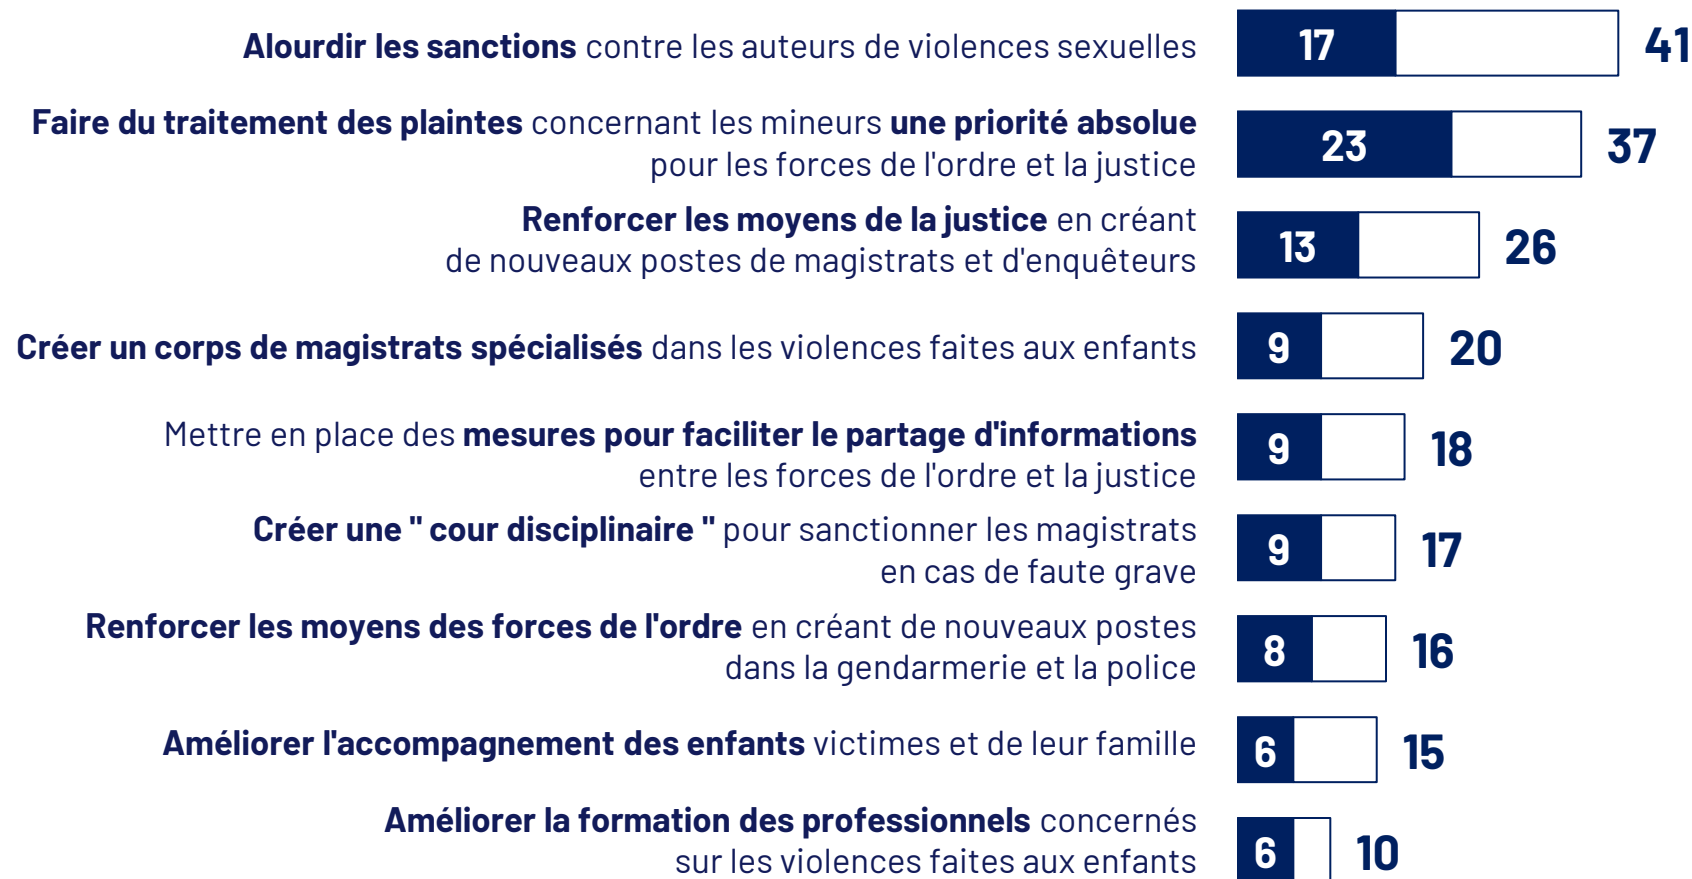 Alourdir les sanctions contre les auteurs de violences sexuelles 17 41
Faire du traitement des plaintes concernant les mineurs une priorité absolue
pour les forces de l'ordre et la justice 23 37
Renforcer les moyens de la justice en créant
de nouveaux postes de magistrats et d'enquêteurs 13 26
Créer un corps de magistrats spécialisés dans les violences faites aux enfants 9 20
Mettre en place des mesures pour faciliter le partage d'informations
entre les forces de l'ordre et la justice 9 18
Créer une " cour disciplinaire " pour sanctionner les magistrats
en cas de faute grave 9 17
Renforcer les moyens des forces de l'ordre en créant de nouveaux postes
dans la gendarmerie et la police 8 16
Améliorer l'accompagnement des enfants victimes et de leur famille 6 15
Améliorer la formation des professionnels concernés
sur les violences faites aux enfants 6 10